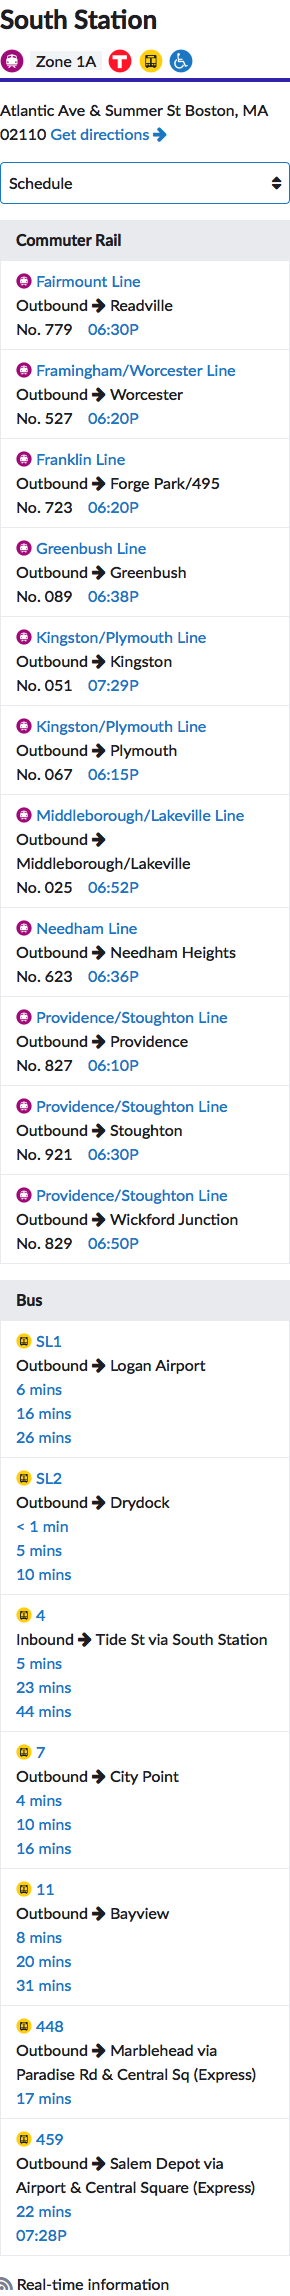 South Station
Zone 1A T
Atlantic Ave & Summer St Boston, MA
02110 Get directions
Schedule
Commuter Rail
Fairmount Line
Outbound → Readville
No. 779 06:30P
Framingham/Worcester Line
Outbound → Worcester
No. 527 06:20P
Franklin Line
Outbound → Forge Park/495
No. 723 06:20P
Greenbush Line
Outbound → Greenbush
No. 089 06:38P
Kingston/Plymouth Line
Outbound → Kingston
No. 051 07:29P
Kingston/Plymouth Line
Outbound → Plymouth
No. 067 06:15P
Middleborough/Lakeville Line
Outbound →
Middleborough/Lakeville
No. 025 06:52P
Needham Line
Outbound → Needham Heights
No. 623 06:36P
Providence/Stoughton Line
Outbound → Providence
No. 827 06:10P
Providence/Stoughton Line
Outbound → Stoughton
No. 921 06:30P
Providence/Stoughton Line
Outbound → Wickford Junction
No. 829 06:50P
Bus
SL1
Outbound → Logan Airport
6 mins
16 mins
26 mins
SL2
Outbound → Drydock
< 1 min
5 mins
10 mins
4
Inbound → Tide St via South Station
5 mins
23 mins
44 mins
7
Outbound → City Point
4 mins
10 mins
16 mins
11
Outbound → Bayview
8 mins
20 mins
31 mins
448
Outbound → Marblehead via
Paradise Rd & Central Sq (Express)
17 mins
459
Outbound → Salem Depot via
Airport & Central Square (Express)
22 mins
07:28P
Real-time information